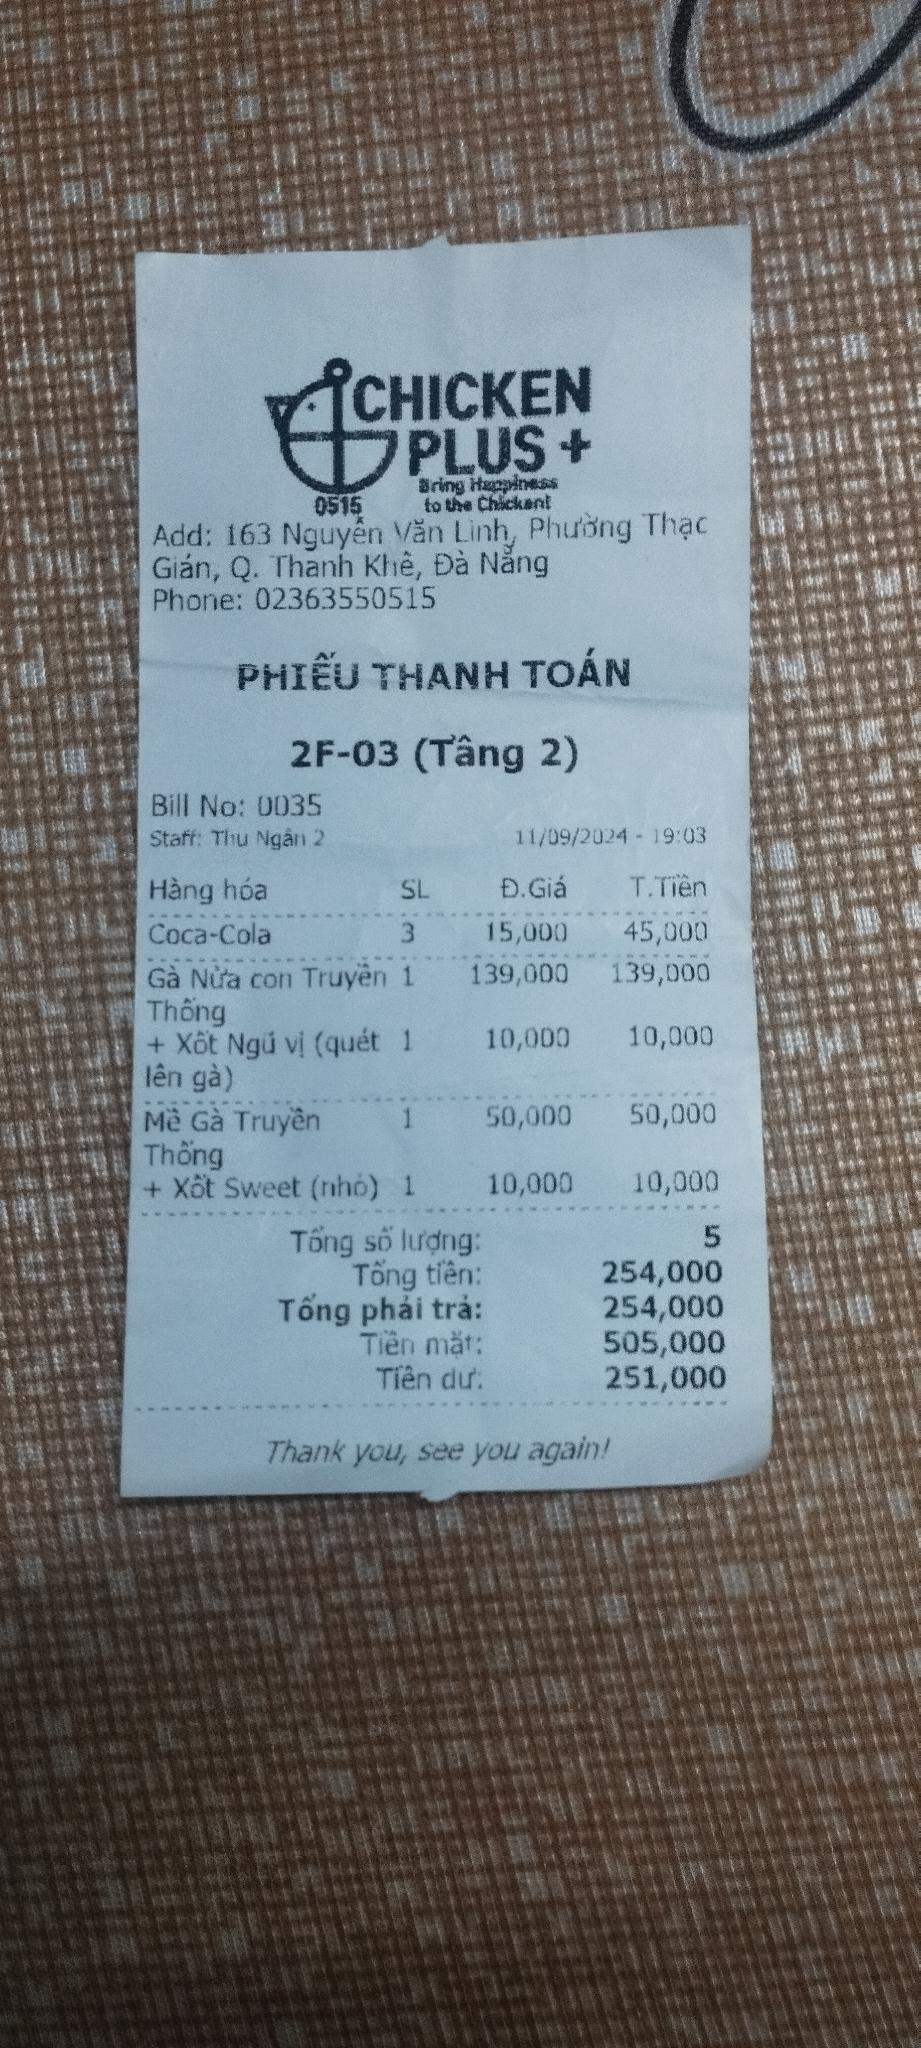 CHICKEN
PLUS +
Bring Happiness
to the Chicken!
0515
Add: 163 Nguyễn Văn Linh, Phường Thạc
Gián, Q. Thanh Khê, Đà Nẵng
Phone: 02363550515
PHIẾU THANH TOÁN
2F-03 (Tầng 2)
Bill No: 0035
Staff: Thu Ngân 2 11/09/2024 - 19:03
Hàng hóa SL Đ.Giá T.Tiền
Coca-Cola 3 15,000 45,000
Gà Nửa con Truyền 1 139,000 139,000
Thống
+ Xốt Ngũ vị (quét 1 10,000 10,000
lên gà)
Mề Gà Truyền 1 50,000 50,000
Thống
+ Xốt Sweet (nhỏ) 1 10,000 10,000
Tổng số lượng: 5
Tổng tiền: 254,000
Tổng phải trả: 254,000
Tiền mặt: 505,000
Tiền dư: 251,000
Thank you, see you again!